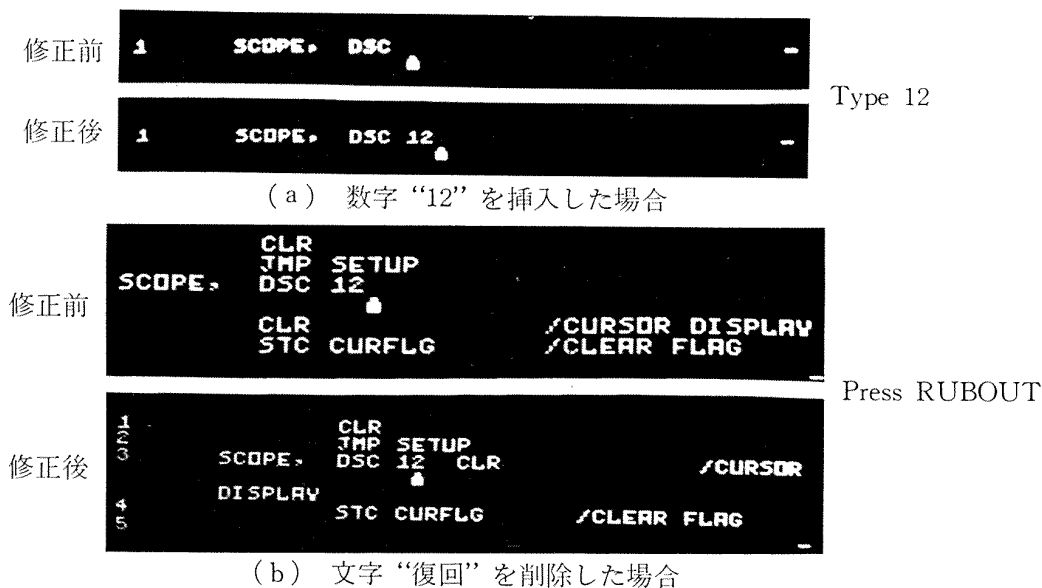 修正前 1 SCOPE, DSC -
Type 12
修正後 1 SCOPE, DSC 12 -
(a) 数字 “12” を挿入した場合
CLR
JMP SETUP
修正前 SCOPE, DSC 12
CLR /CURSOR DISPLAY
STC CURFLG /CLEAR FLAG
Press RUBOUT
1 CLR
2 JMP SETUP
修正後 3 SCOPE, DSC 12 CLR /CURSOR
DISPLAY
4 STC CURFLG /CLEAR FLAG
5
(b) 文字 “復回” を削除した場合